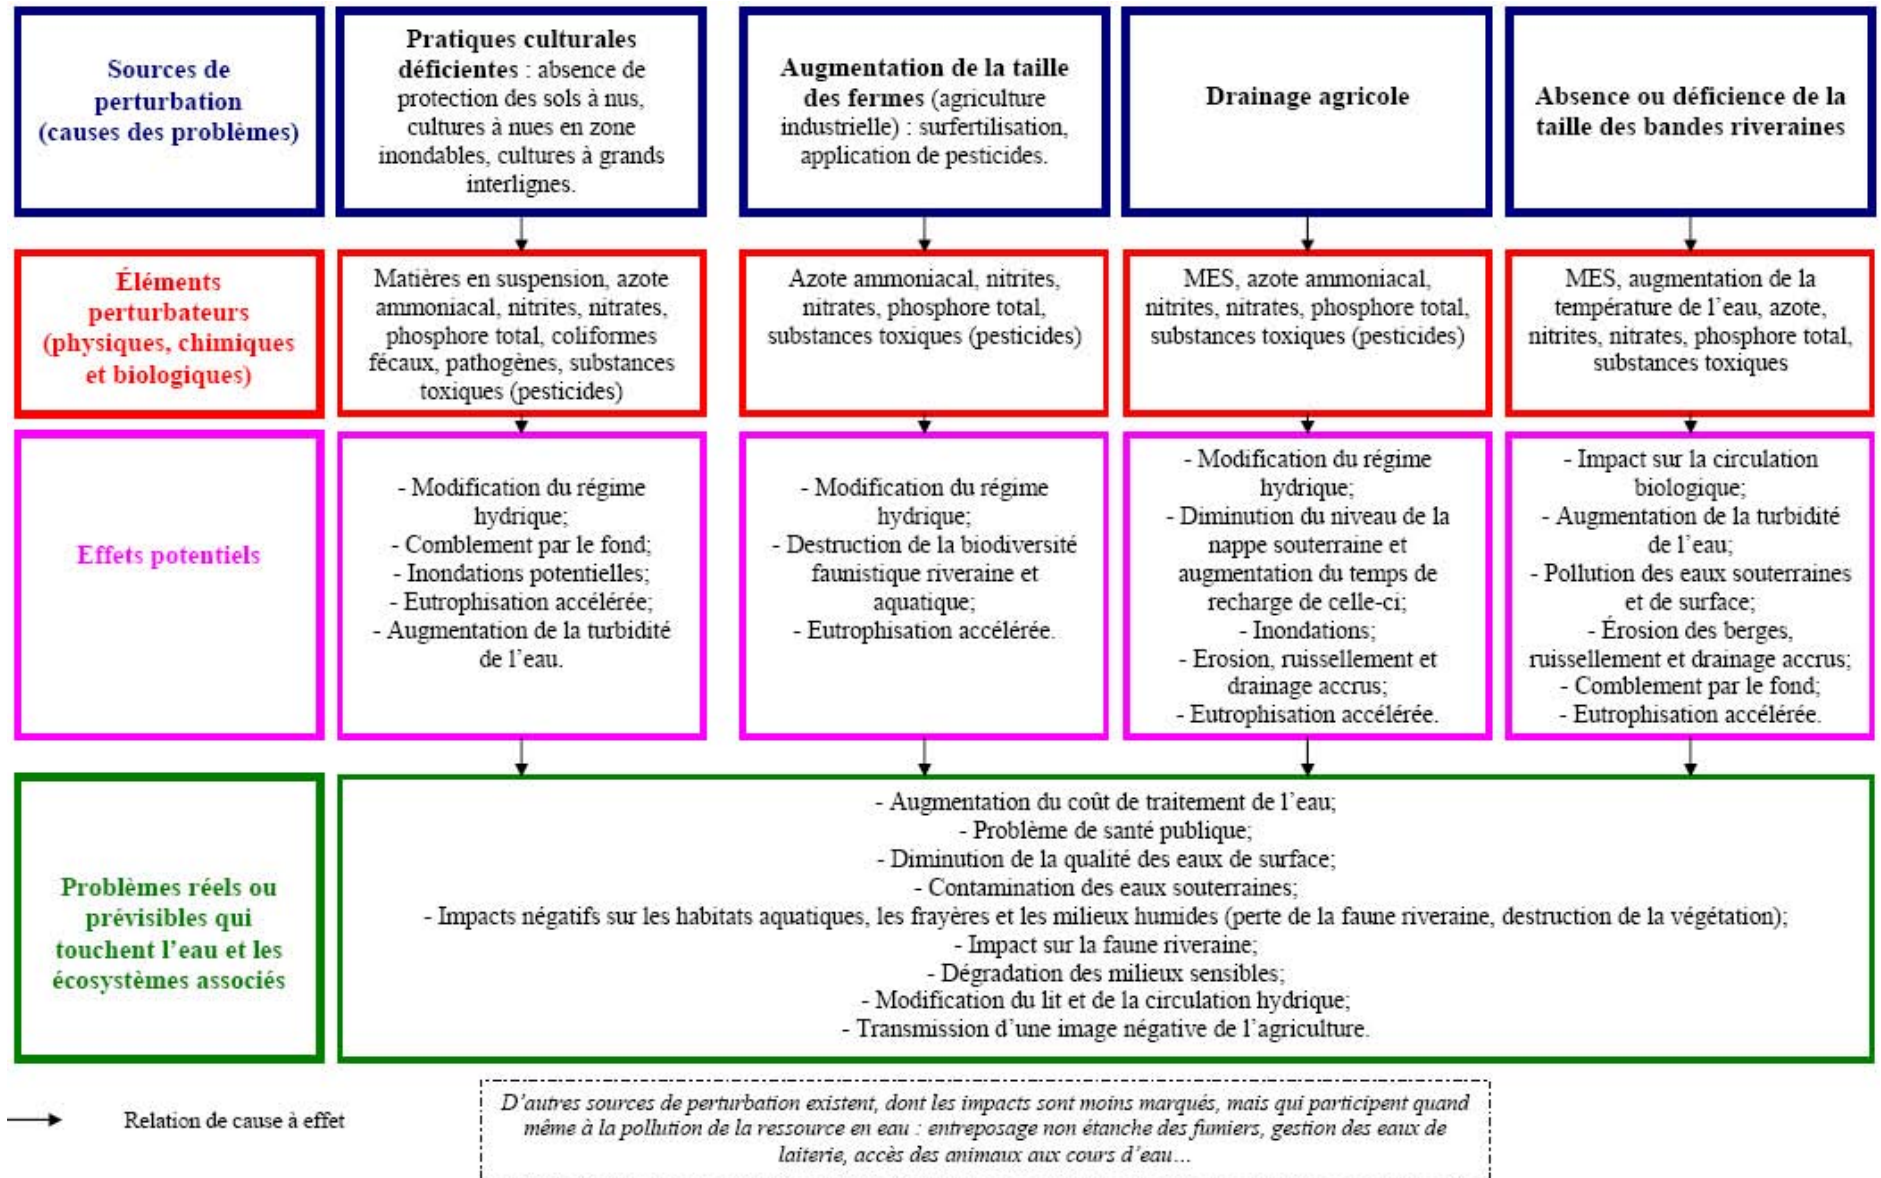 Sources de
perturbation
(causes des problèmes)
Pratiques culturales
déficientes : absence de
protection des sols à nus,
cultures à nues en zone
inondables, cultures à grands
interlignes.
Augmentation de la taille
des fermes (agriculture
industrielle) : surfertilisation,
application de pesticides.
Drainage agricole
Absence ou déficience de la
taille des bandes riveraines
Éléments
perturbateurs
(physiques, chimiques
et biologiques)
Matières en suspension, azote
ammoniacal, nitrites, nitrates,
phosphore total, coliformes
fécaux, pathogènes, substances
toxiques (pesticides)
Azote ammoniacal, nitrites,
nitrates, phosphore total,
substances toxiques (pesticides)
MES, azote ammoniacal,
nitrites, nitrates, phosphore total,
substances toxiques (pesticides)
MES, augmentation de la
température de l’eau, azote,
nitrites, nitrates, phosphore total,
substances toxiques
Effets potentiels
- Modification du régime
hydrique;
- Comblement par le fond;
- Inondations potentielles;
- Eutrophisation accélérée;
- Augmentation de la turbidité
de l’eau.
- Modification du régime
hydrique;
- Destruction de la biodiversité
faunistique riveraine et
aquatique;
- Eutrophisation accélérée.
- Modification du régime
hydrique;
- Diminution du niveau de la
nappe souterraine et
augmentation du temps de
recharge de celle-ci;
- Inondations;
- Erosion, ruissellement et
drainage accrus;
- Eutrophisation accélérée.
- Impact sur la circulation
biologique;
- Augmentation de la turbidité
de l’eau;
- Pollution des eaux souterraines
et de surface;
- Érosion des berges,
ruissellement et drainage accrus;
- Comblement par le fond;
- Eutrophisation accélérée.
Problèmes réels ou
prévisibles qui
touchent l’eau et les
écosystèmes associés
- Augmentation du coût de traitement de l’eau;
- Problème de santé publique;
- Diminution de la qualité des eaux de surface;
- Contamination des eaux souterraines;
- Impacts négatifs sur les habitats aquatiques, les frayères et les milieux humides (perte de la faune riveraine, destruction de la végétation);
- Impact sur la faune riveraine;
- Dégradation des milieux sensibles;
- Modification du lit et de la circulation hydrique;
- Transmission d’une image négative de l’agriculture.
Relation de cause à effet
D’autres sources de perturbation existent, dont les impacts sont moins marqués, mais qui participent quand
même à la pollution de la ressource en eau : entreposage non étanche des fumiers, gestion des eaux de
laiterie, accès des animaux aux cours d’eau…